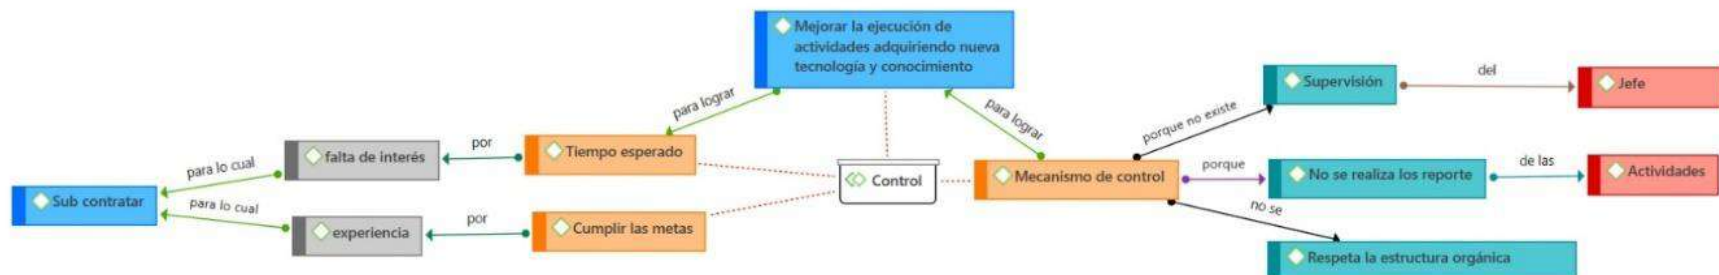 Mejorar la ejecución de
actividades adquiriendo nueva
tecnología y conocimiento
para lograr
para lograr
Supervisión
del
Jefe
porque no existe
falta de interés
por
Tiempo esperado
para lo cual
Control
Mecanismo de control
porque
No se realiza los reporte
de las
Actividades
Sub contratar
para lo cual
experiencia
por
Cumplir las metas
no se
Respeta la estructura orgánica